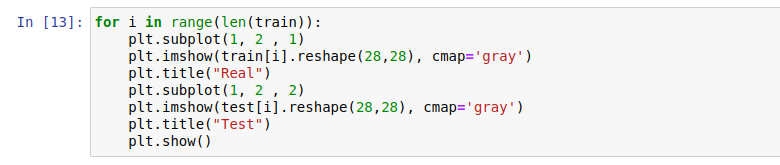 In [13]: for i in range(len(train)):
    plt.subplot(1, 2 , 1)
    plt.imshow(train[i].reshape(28,28), cmap='gray')
    plt.title("Real")
    plt.subplot(1, 2 , 2)
    plt.imshow(test[i].reshape(28,28), cmap='gray')
    plt.title("Test")
    plt.show()